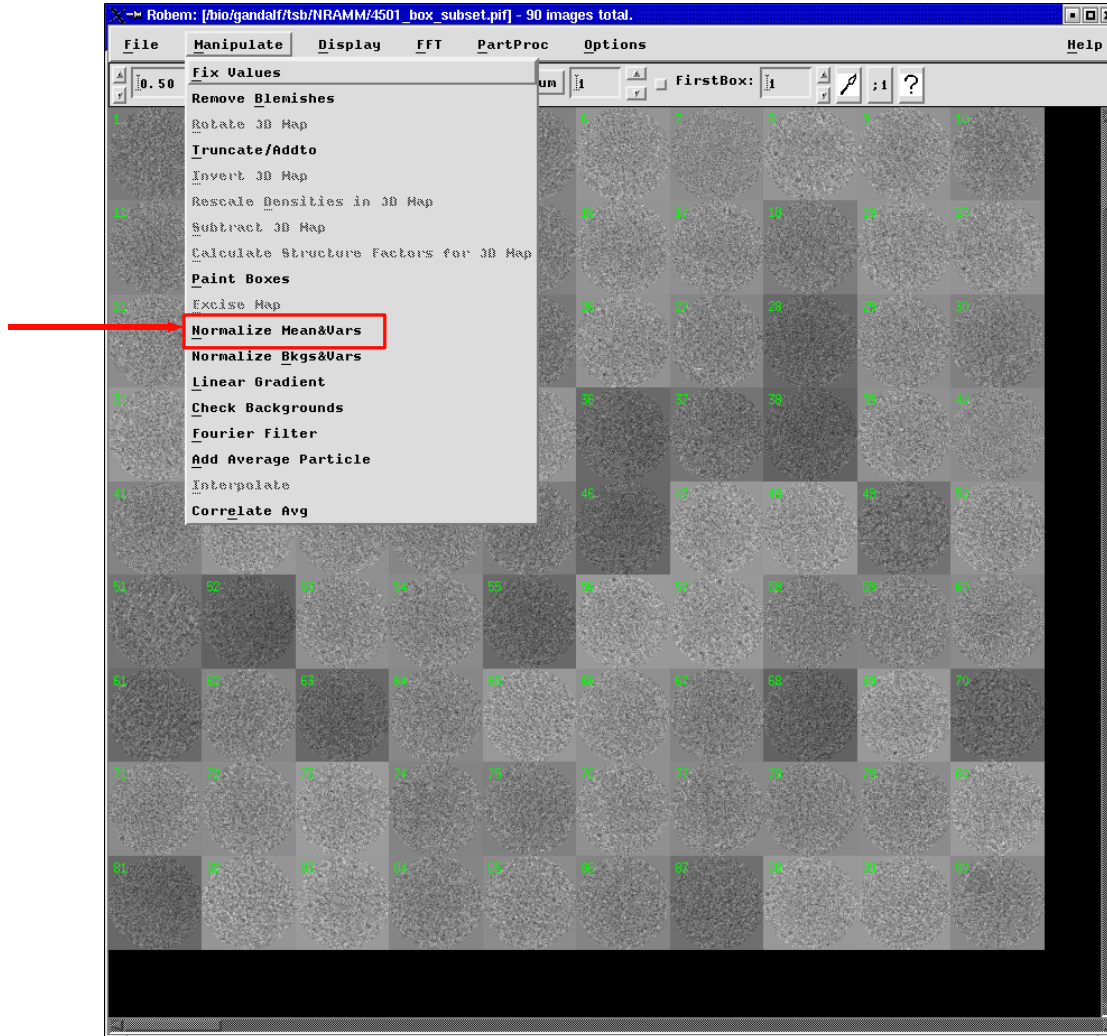 Robem: [/bio/gandalf/tsb/NRAMM/4501_box_subset.pif] - 90 images total.
File Manipulate Display FFT PartProc Options Help
0.50 um 1 FirstBox: 1 ;i ?
Fix Values
Remove Blemishes
Rotate 3D Map
Truncate/Addto
Invert 3D Map
Rescale Densities in 3D Map
Subtract 3D Map
Calculate Structure Factors for 3D Map
Paint Boxes
Excise Map
Normalize Mean&Vars
Normalize Bkgs&Vars
Linear Gradient
Check Backgrounds
Fourier Filter
Add Average Particle
Interpolate
Correlate Avg
1 6 7 8 9 10
11 16 17 18 19 20
26 27 28 29 30
36 37 38 39
41 46 47 48 49 50
51 52 53 54 55 56 57 58 59 60
61 62 63 64 65 66 67 68 69 70
71 72 73 74 75 76 77 78 79 80
81 82 83 84 85 86 87 88 89 90